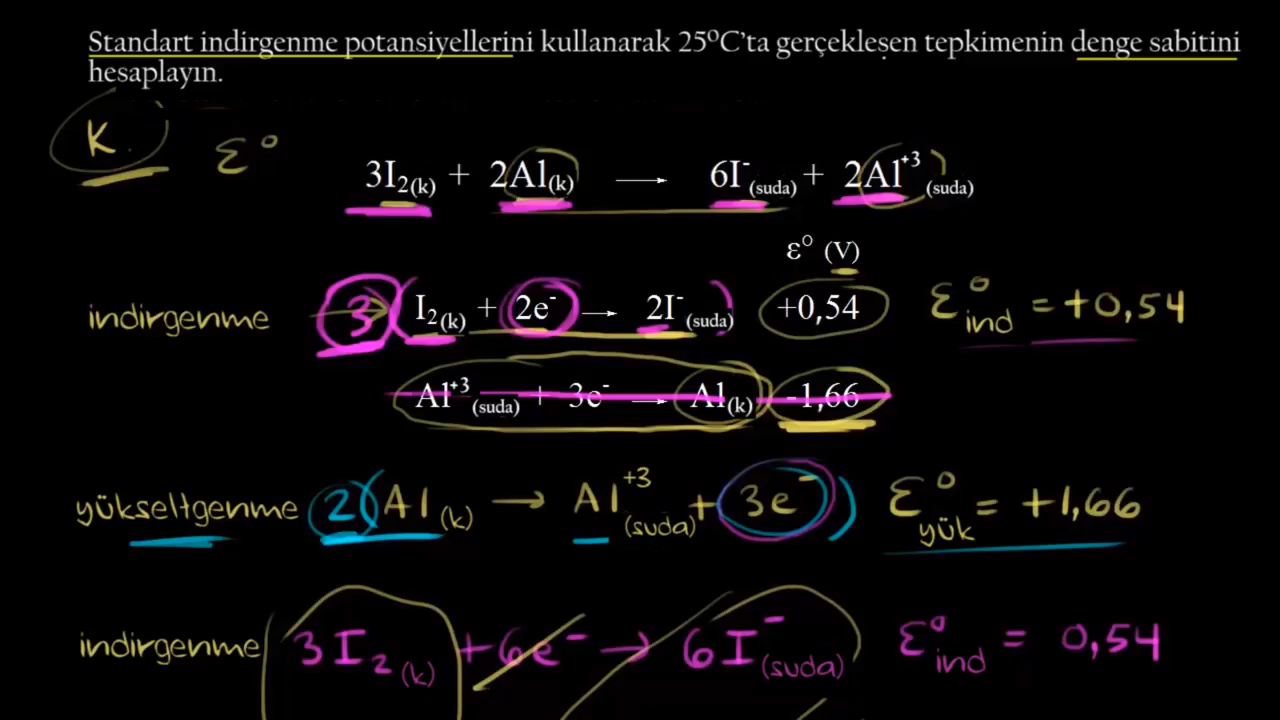 Standart indirgenme potansiyellerini kullanarak 25⁰C'ta gerçekleşen tepkimenin denge sabitini
hesaplayın.
K ε°
3I₂(k) + 2Al(k) → 6I⁻(suda) + 2Al⁺³(suda)
ε° (V)
indirgenme 3( I₂(k) + 2e⁻ → 2I⁻(suda) ) +0,54 ε°ind = +0,54
Al⁺³(suda) + 3e⁻ → Al(k) -1,66
yükseltgenme 2( Al(k) → Al⁺³(suda) + 3e⁻ ) ε°yük = +1,66
indirgenme 3I₂(k) + 6e⁻ → 6I⁻(suda) ε°ind = 0,54